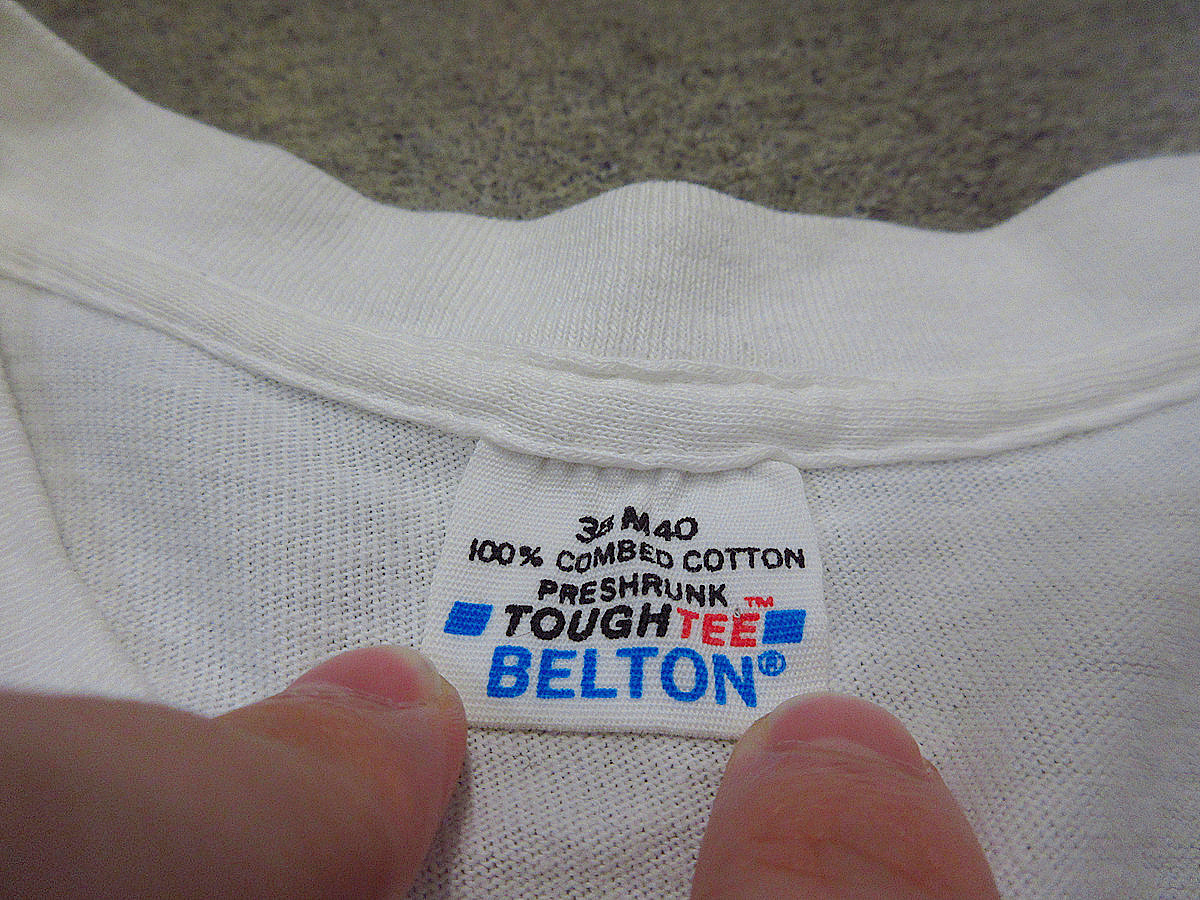 38 M 40
100% COMBED COTTON
PRESHRUNK
TOUGHTEE™
BELTON®